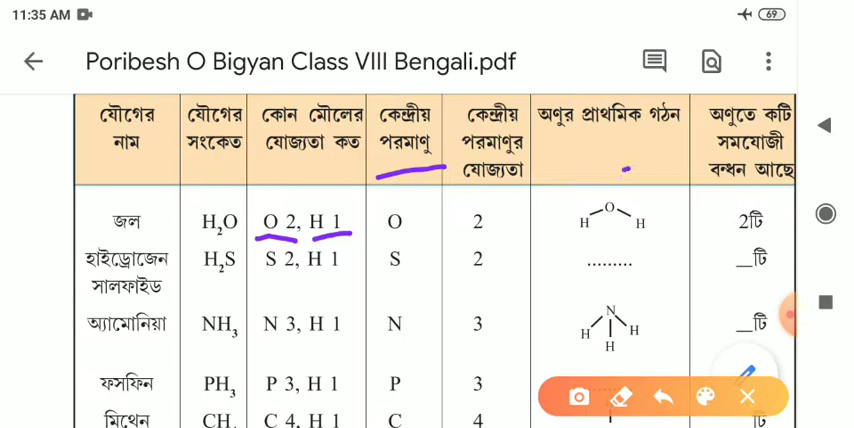 11:35 AM 69
Poribesh O Bigyan Class VIII Bengali.pdf
যৌগের নাম যৌগের সংকেত কোন মৌলের যোজ্যতা কত কেন্দ্রীয় পরমাণু কেন্দ্রীয় পরমাণুর যোজ্যতা অণুর প্রাথমিক গঠন অণুতে কটি সমযোজী বন্ধন আছে
জল H₂O O 2, H 1 O 2 H O H 2টি
হাইড্রোজেন সালফাইড H₂S S 2, H 1 S 2 ......... __টি
অ্যামোনিয়া NH₃ N 3, H 1 N 3 N H H H __টি
ফসফিন PH₃ P 3, H 1 P 3
মিথেন CH C 4, H 1 C 4 টি